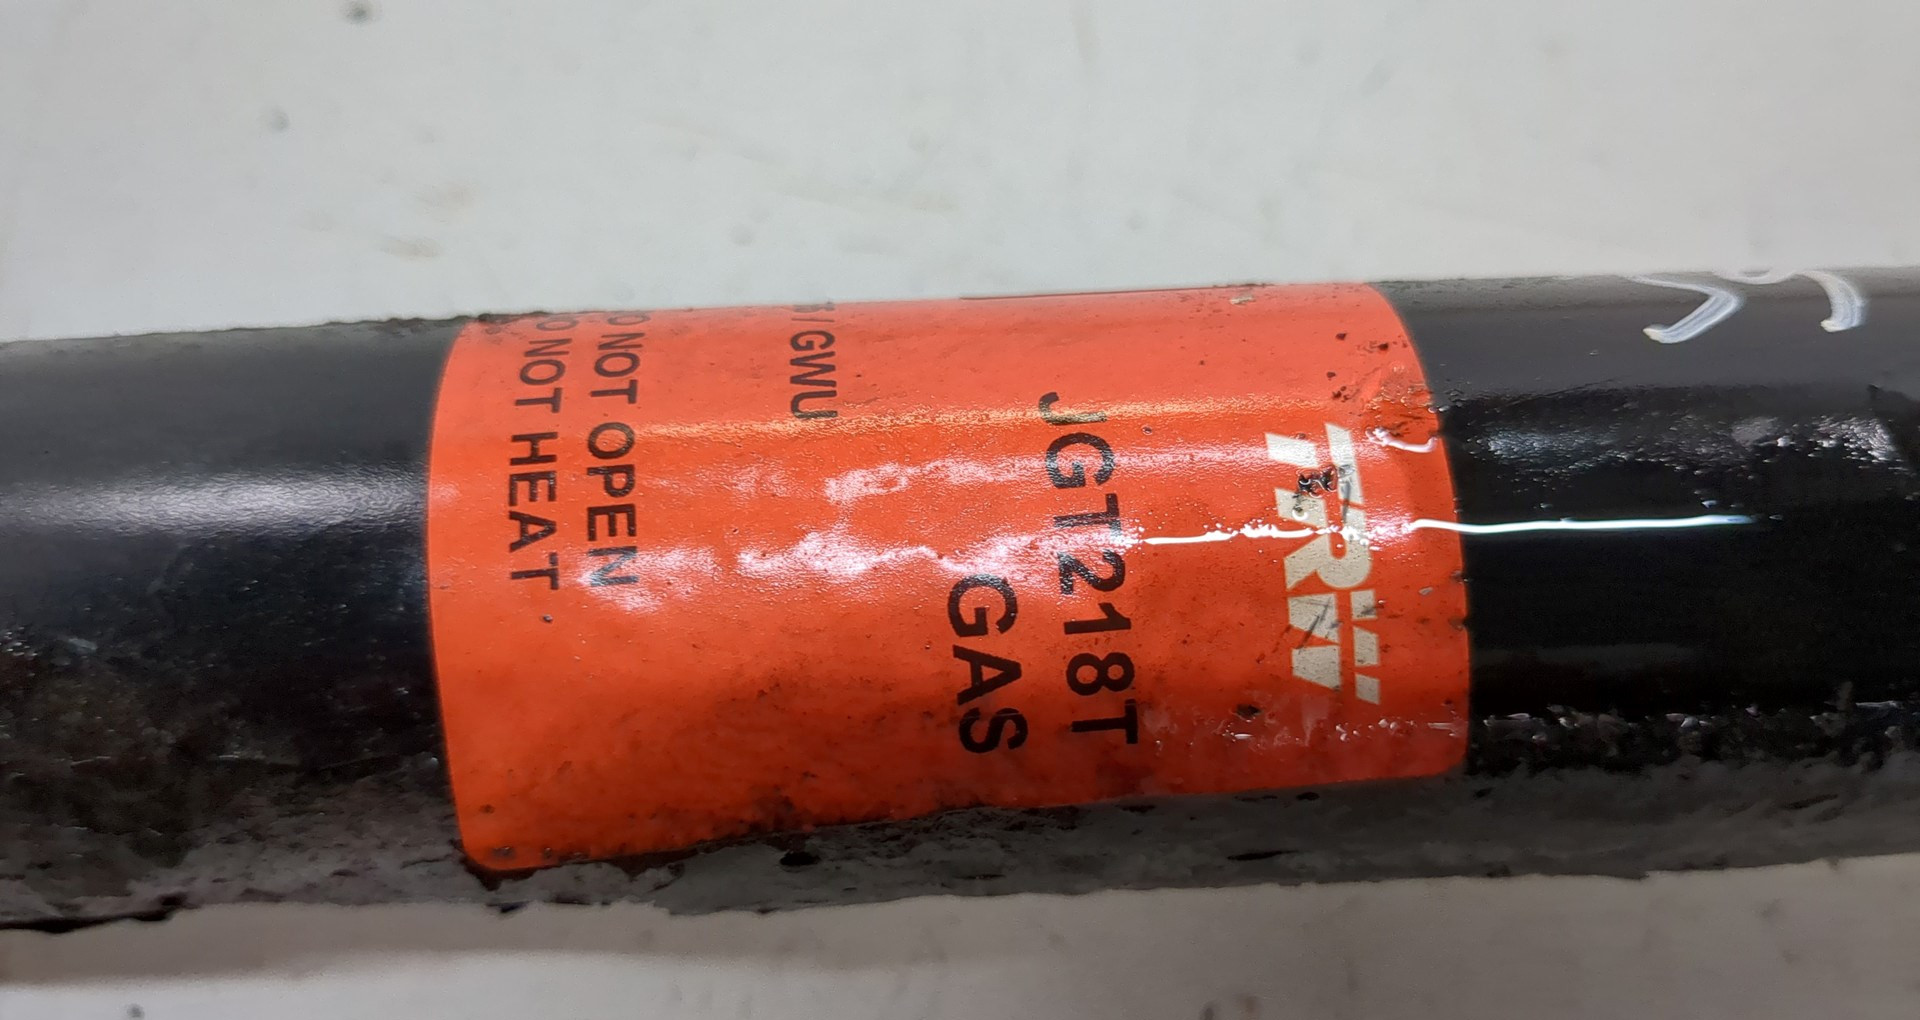 TRW
JGT218T
GAS
/ GWU
NOT OPEN
NOT HEAT